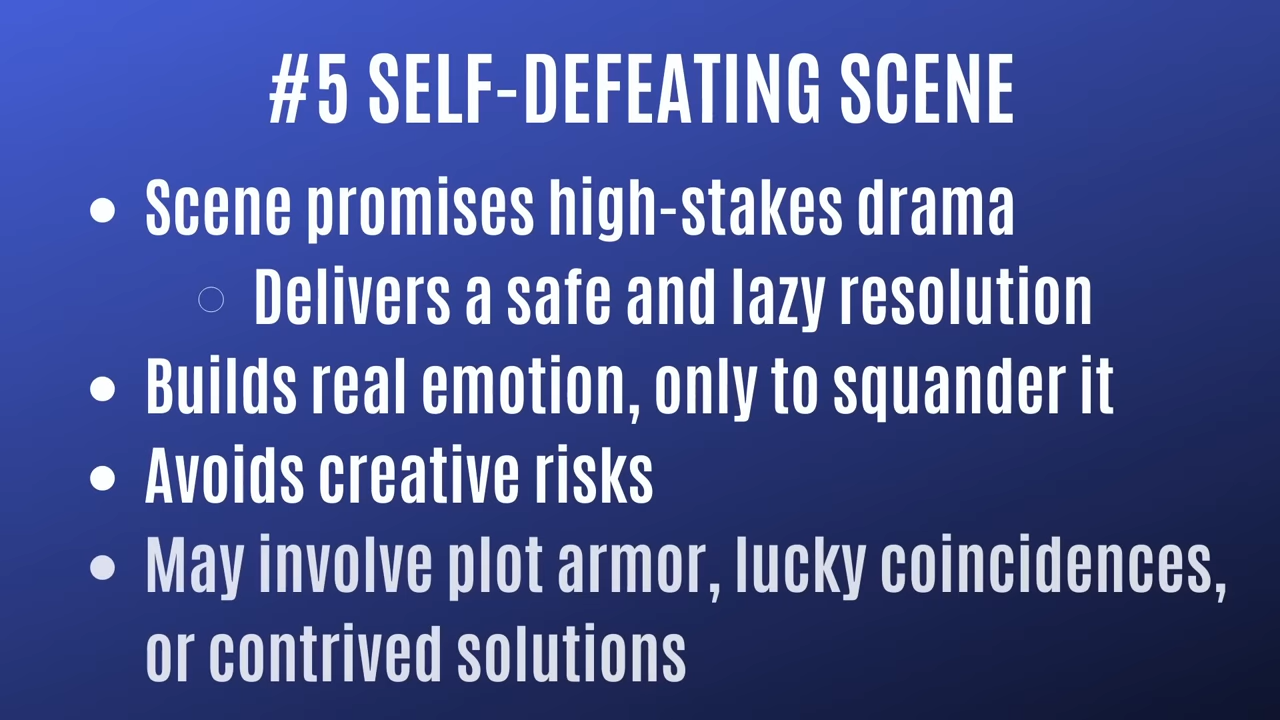 #5 SELF-DEFEATING SCENE
• Scene promises high-stakes drama
○ Delivers a safe and lazy resolution
• Builds real emotion, only to squander it
• Avoids creative risks
• May involve plot armor, lucky coincidences,
or contrived solutions